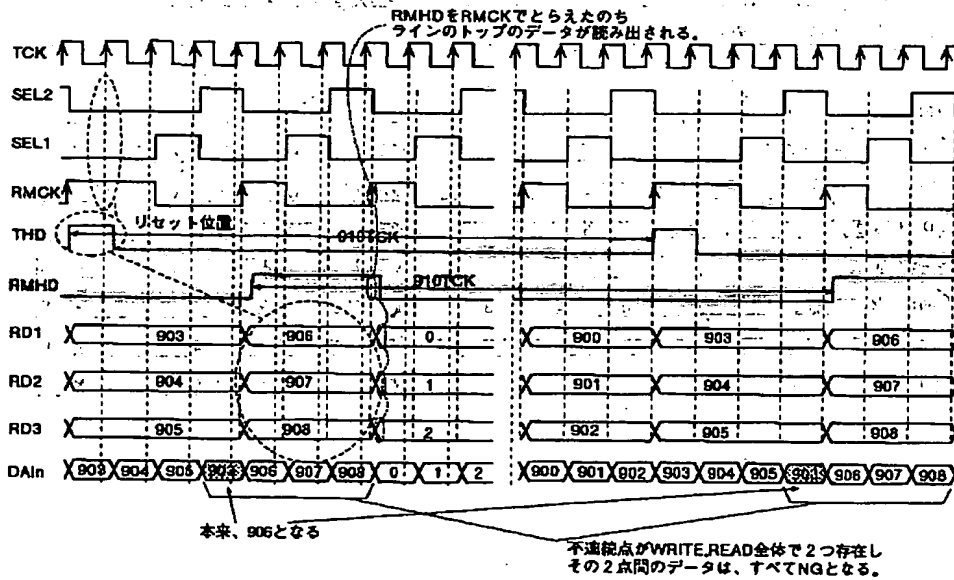 RMHDをRMCKでとらえたのち
ラインのトップのデータが読み出される。
TCK
SEL2
SEL1
RMCK
リセット位置
THD
910TCK
RMHD
910TCK
RD1 903 906 0 900 903 906
RD2 904 907 1 901 904 907
RD3 905 908 2 902 905 908
DAIn 903 904 905 903 906 907 908 0 1 2 900 901 902 903 904 905 903 906 907 908
本来、906となる
不連続点がWRITE,READ全体で2つ存在し
その2点間のデータは、すべてNGとなる。